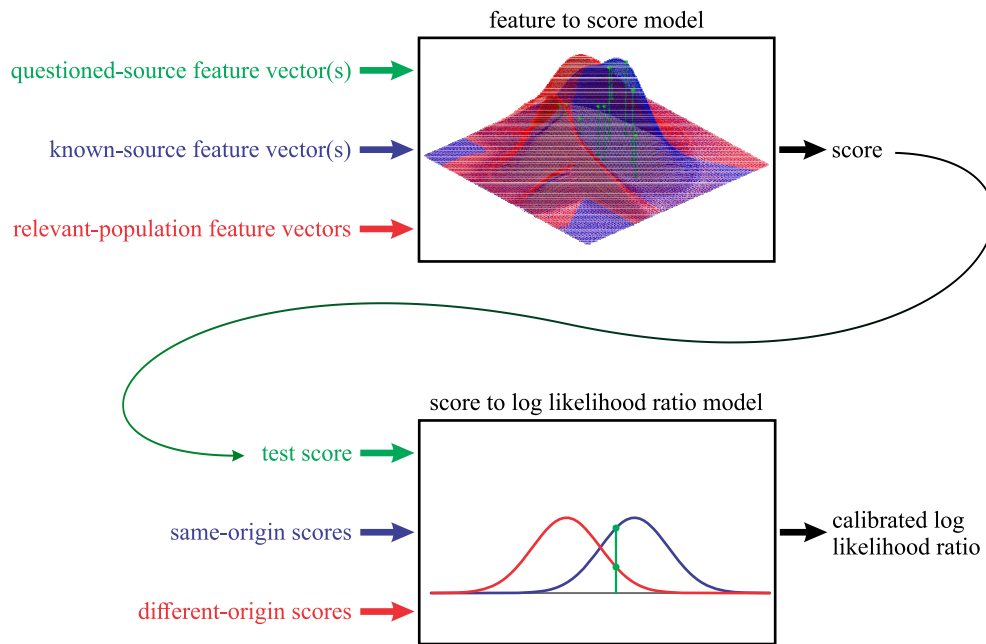 feature to score model
questioned-source feature vector(s)
known-source feature vector(s)
score
relevant-population feature vectors
score to log likelihood ratio model
test score
same-origin scores
calibrated log
likelihood ratio
different-origin scores